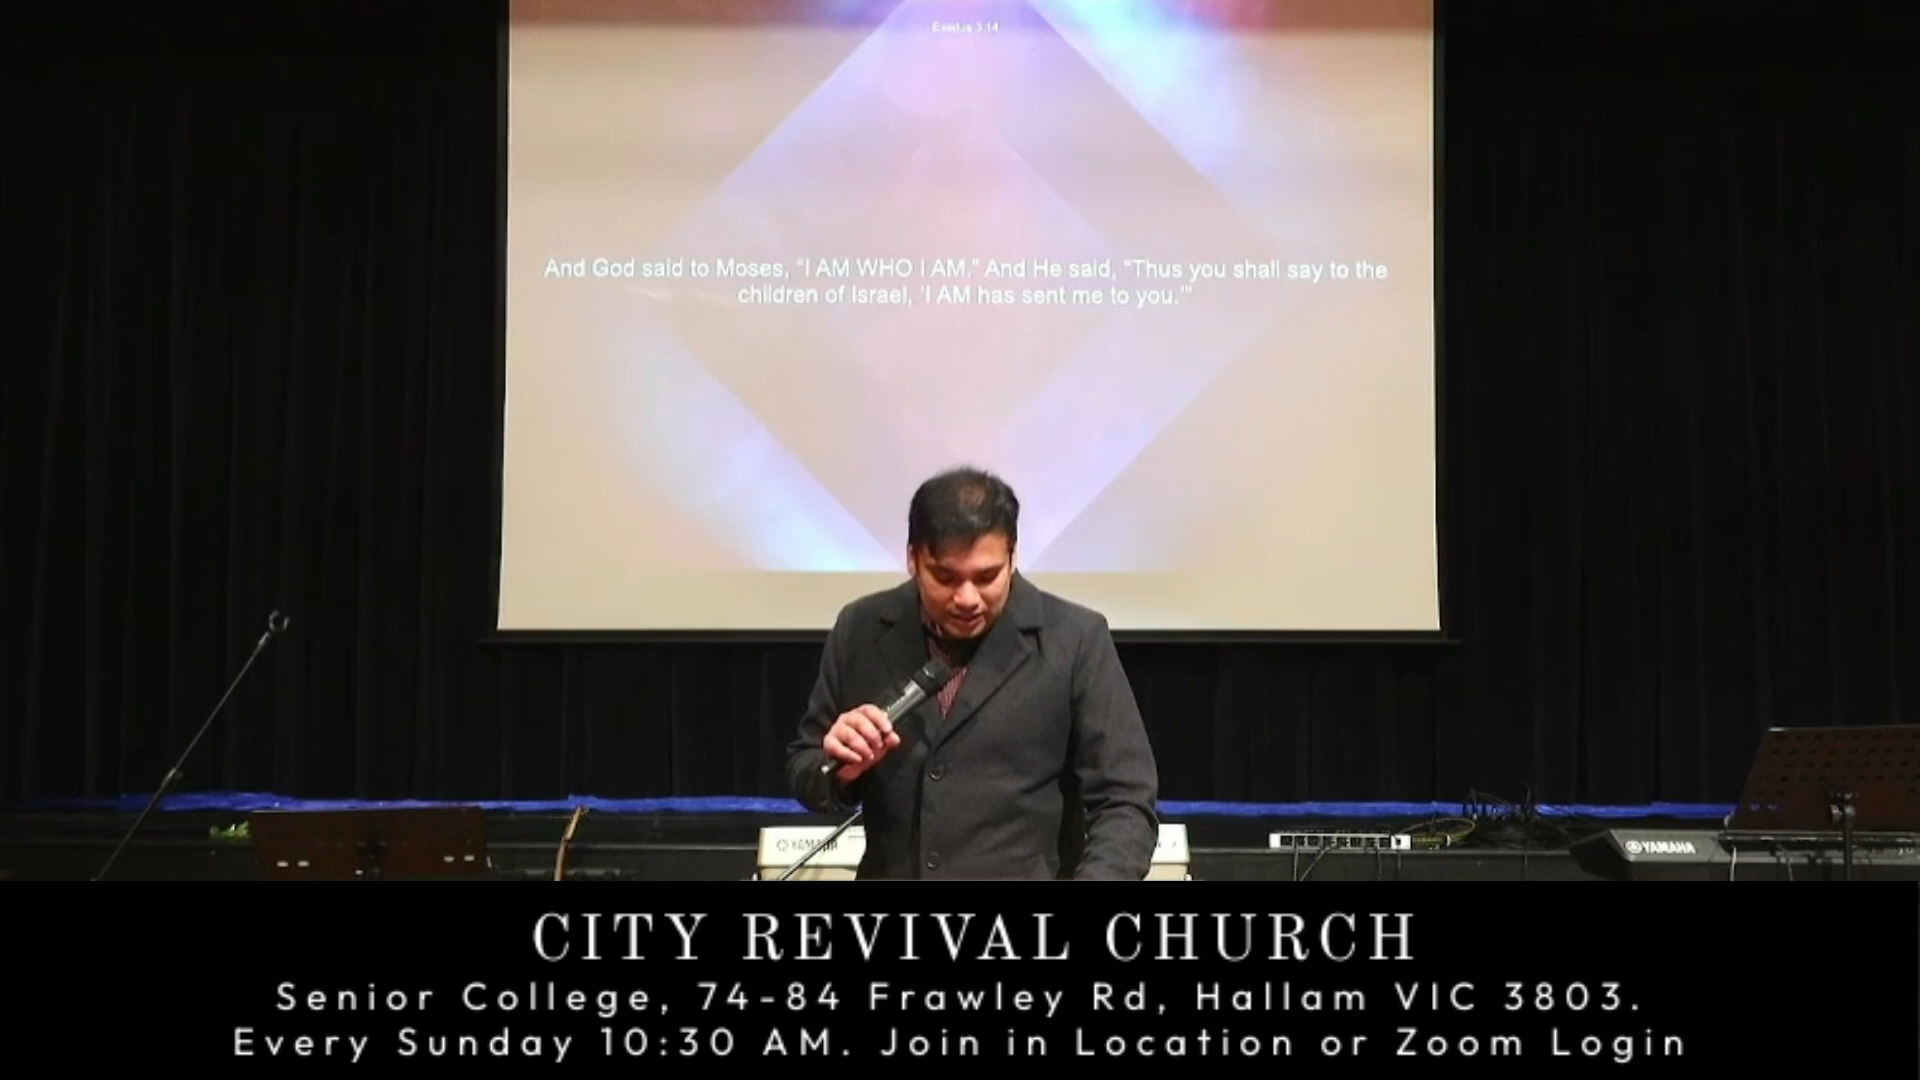 Exodus 3:14
And God said to Moses, “I AM WHO I AM.” And He said, “Thus you shall say to the
children of Israel, ‘I AM has sent me to you.’”
YAMAHA
YAMAHA
CITY REVIVAL CHURCH
Senior College, 74-84 Frawley Rd, Hallam VIC 3803.
Every Sunday 10:30 AM. Join in Location or Zoom Login